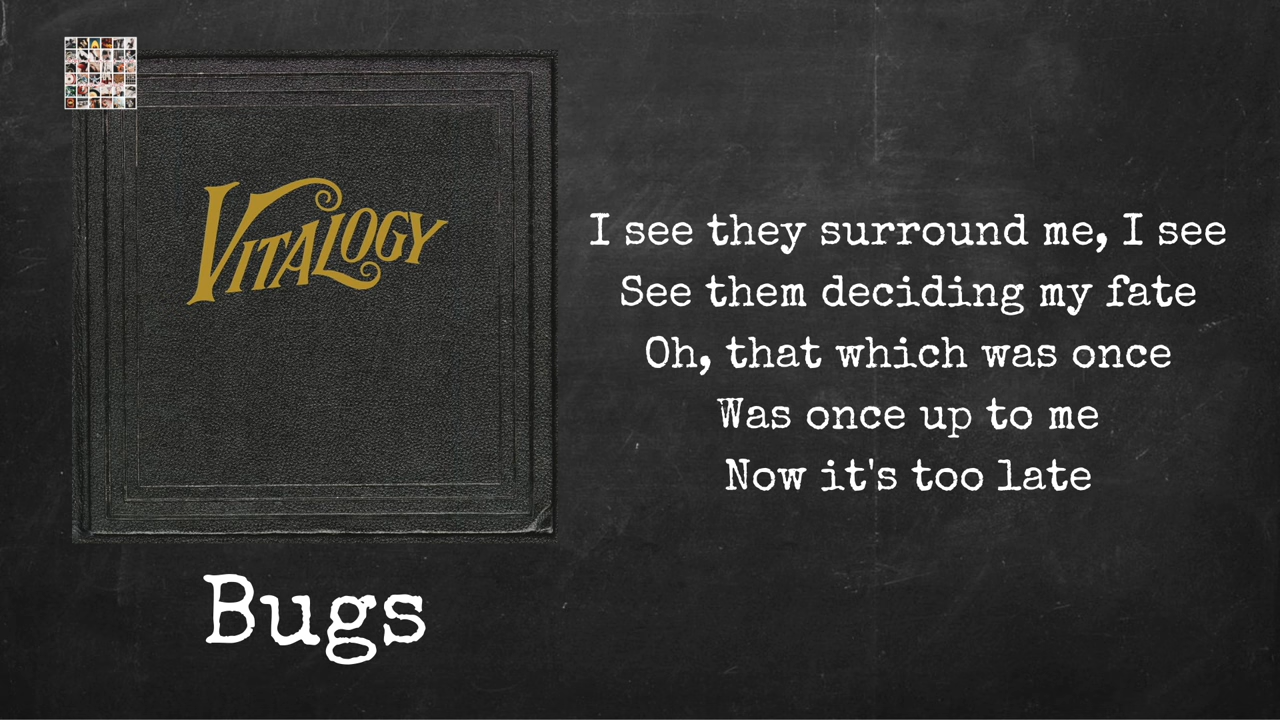 VITALOGY
I see they surround me, I see
See them deciding my fate
Oh, that which was once
Was once up to me
Now it's too late
Bugs